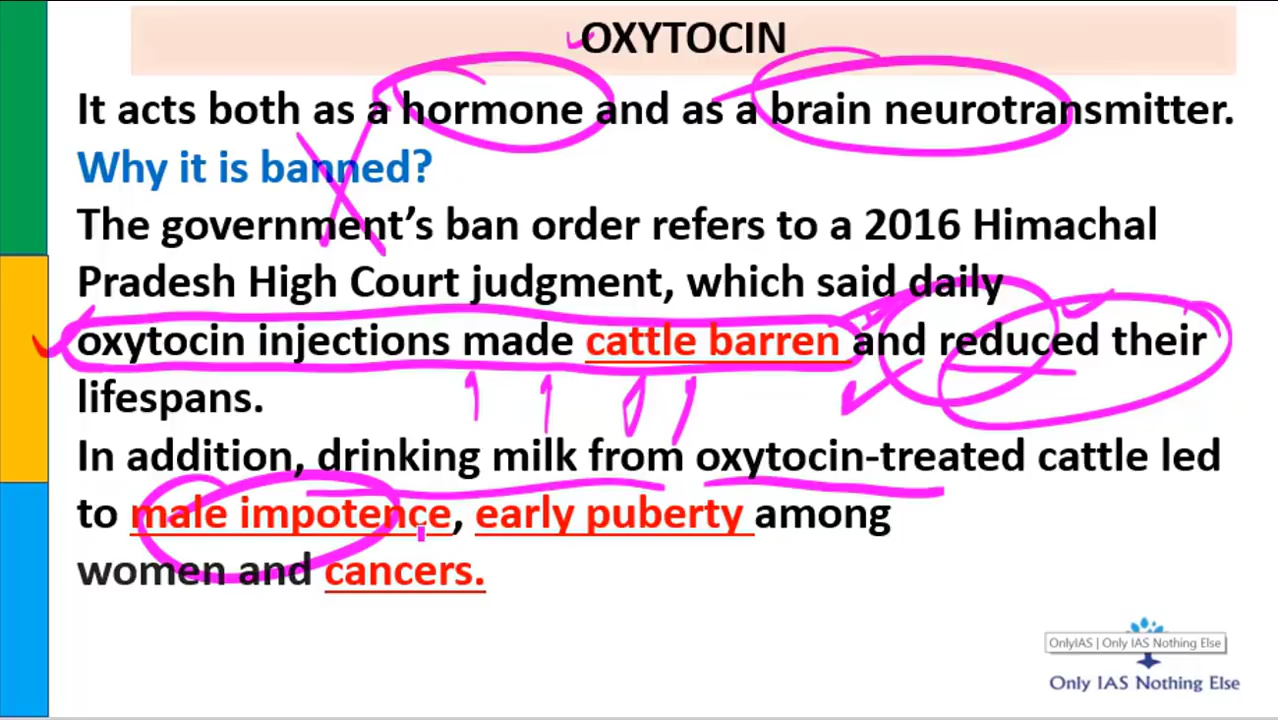 OXYTOCIN
It acts both as a hormone and as a brain neurotransmitter.
Why it is banned?
The government’s ban order refers to a 2016 Himachal
Pradesh High Court judgment, which said daily
oxytocin injections made cattle barren and reduced their
lifespans.
In addition, drinking milk from oxytocin-treated cattle led
to male impotence, early puberty among
women and cancers.
OnlyIAS | Only IAS Nothing Else
Only IAS Nothing Else